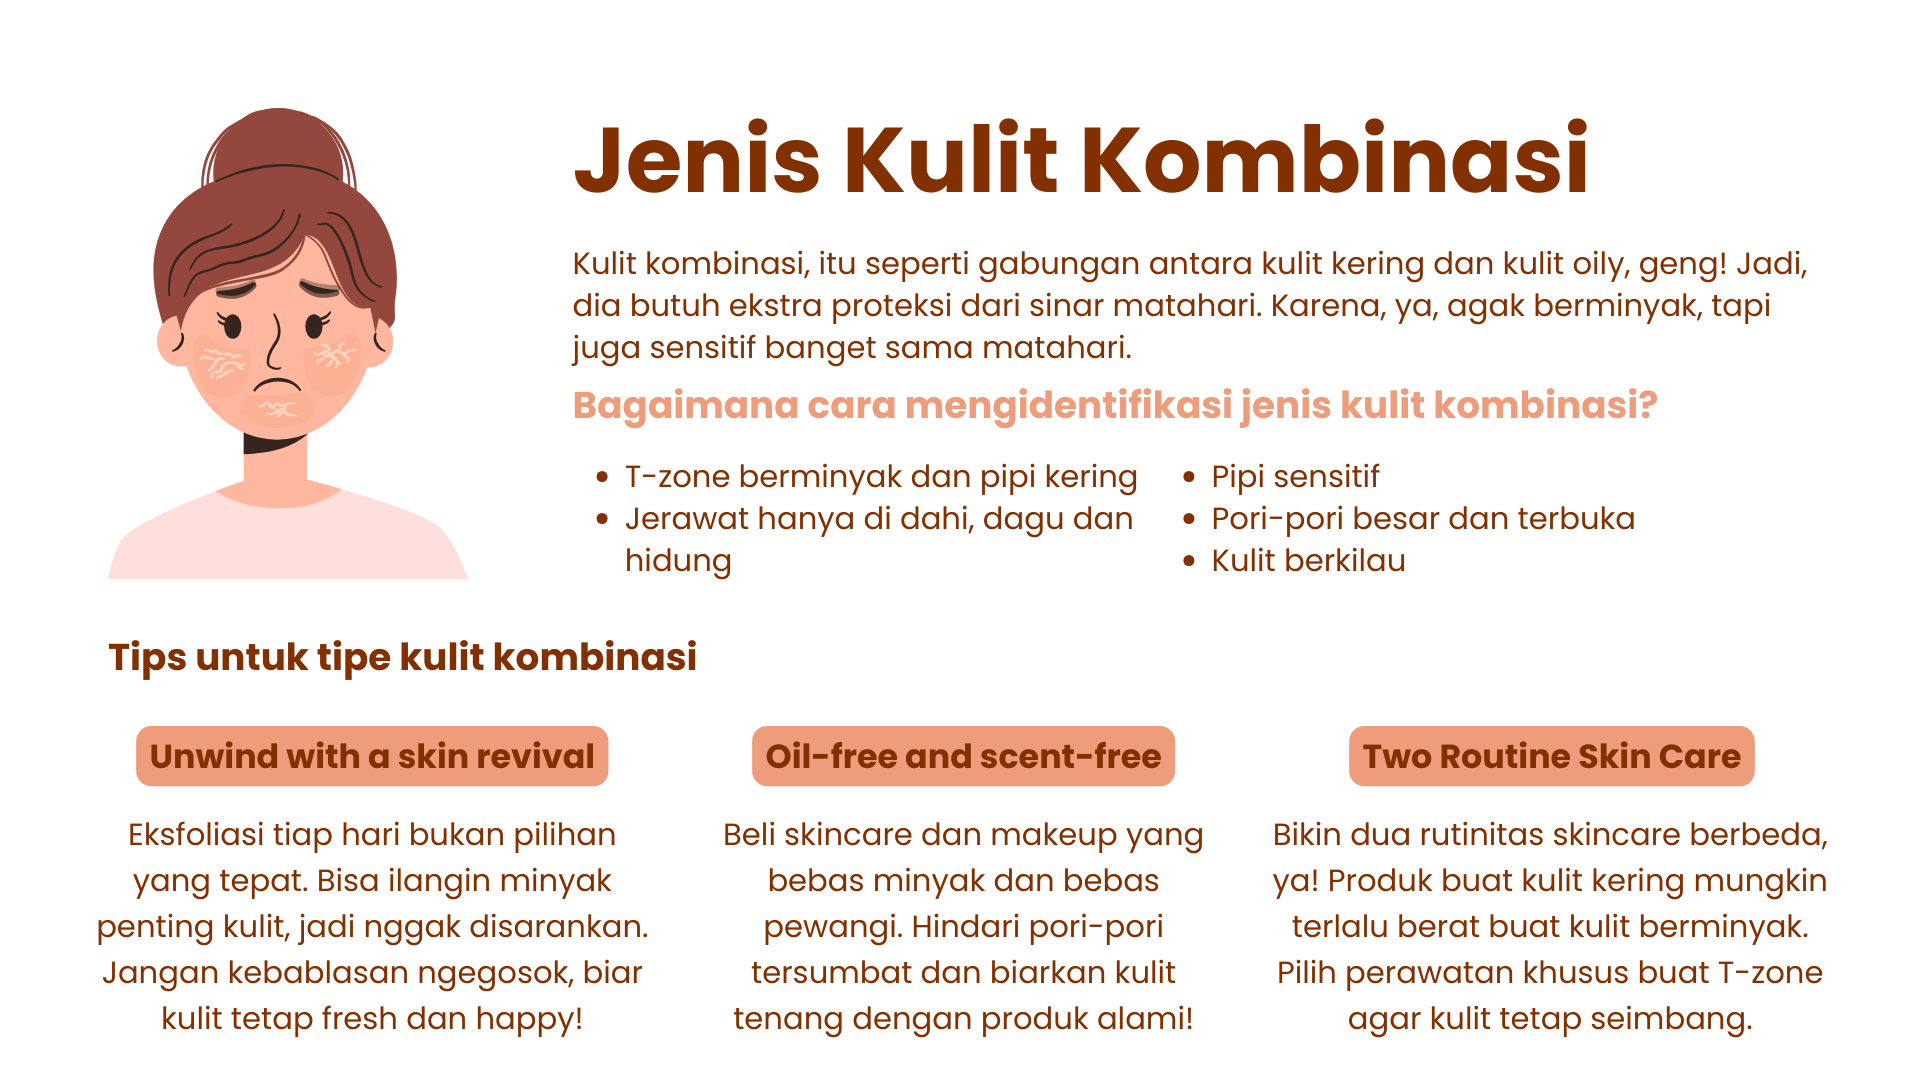 Jenis Kulit Kombinasi
Kulit kombinasi, itu seperti gabungan antara kulit kering dan kulit oily, geng! Jadi,
dia butuh ekstra proteksi dari sinar matahari. Karena, ya, agak berminyak, tapi
juga sensitif banget sama matahari.
Bagaimana cara mengidentifikasi jenis kulit kombinasi?
• T-zone berminyak dan pipi kering
• Jerawat hanya di dahi, dagu dan
hidung
• Pipi sensitif
• Pori-pori besar dan terbuka
• Kulit berkilau
Tips untuk tipe kulit kombinasi
Unwind with a skin revival
Eksfoliasi tiap hari bukan pilihan
yang tepat. Bisa ilangin minyak
penting kulit, jadi nggak disarankan.
Jangan kebablasan ngegosok, biar
kulit tetap fresh dan happy!
Oil-free and scent-free
Beli skincare dan makeup yang
bebas minyak dan bebas
pewangi. Hindari pori-pori
tersumbat dan biarkan kulit
tenang dengan produk alami!
Two Routine Skin Care
Bikin dua rutinitas skincare berbeda,
ya! Produk buat kulit kering mungkin
terlalu berat buat kulit berminyak.
Pilih perawatan khusus buat T-zone
agar kulit tetap seimbang.